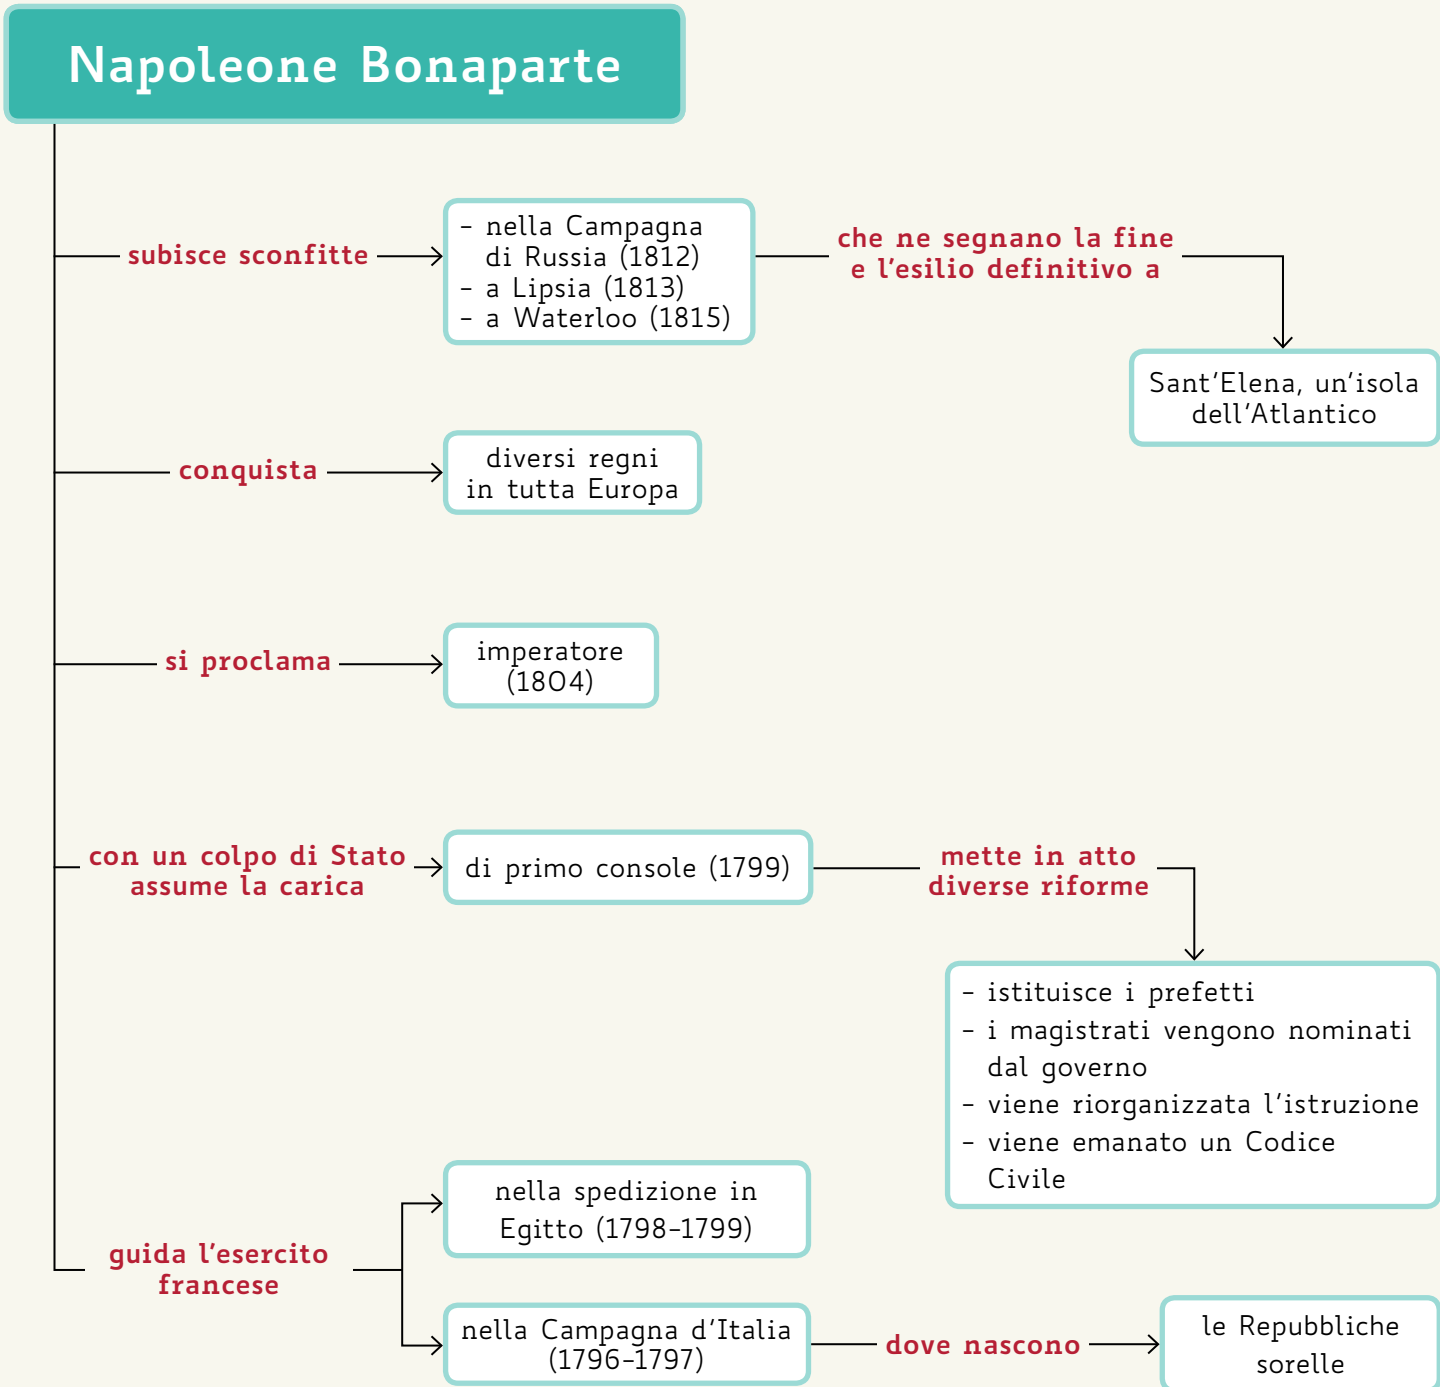 Napoleone Bonaparte
subisce sconfitte
– nella Campagna
di Russia (1812)
– a Lipsia (1813)
– a Waterloo (1815)
che ne segnano la fine
e l'esilio definitivo a
Sant'Elena, un'isola
dell'Atlantico
conquista
diversi regni
in tutta Europa
si proclama
imperatore
(1804)
con un colpo di Stato
assume la carica
di primo console (1799)
mette in atto
diverse riforme
– istituisce i prefetti
– i magistrati vengono nominati
dal governo
– viene riorganizzata l'istruzione
– viene emanato un Codice
Civile
guida l'esercito
francese
nella spedizione in
Egitto (1798–1799)
nella Campagna d'Italia
(1796–1797)
dove nascono
le Repubbliche
sorelle